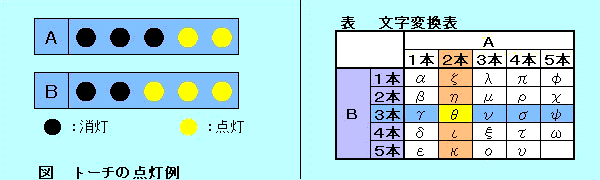 A
B
:消灯 :点灯
図 トーチの点灯例
表 文字変換表
A
1本 2本 3本 4本 5本
B
1本 α ζ λ π φ
2本 β η μ ρ χ
3本 γ θ ν σ ψ
4本 δ ι ξ τ ω
5本 ε κ ο υ